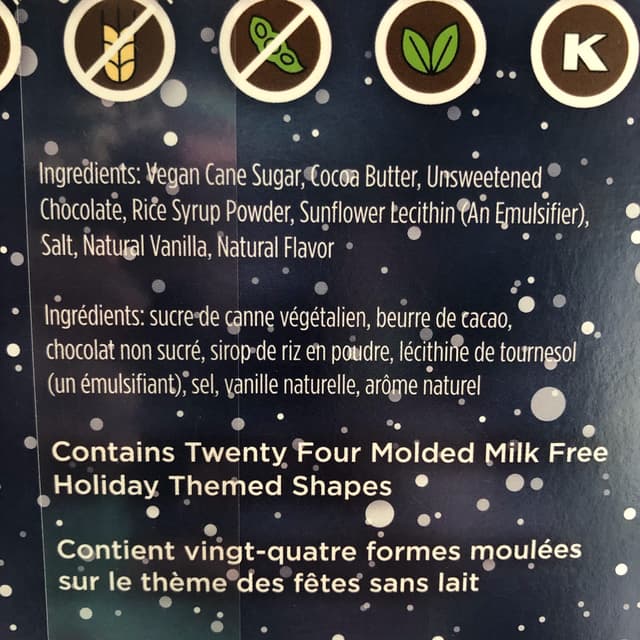 K
Ingredients: Vegan Cane Sugar, Cocoa Butter, Unsweetened
Chocolate, Rice Syrup Powder, Sunflower Lecithin (An Emulsifier),
Salt, Natural Vanilla, Natural Flavor
Ingrédients: sucre de canne végétalien, beurre de cacao,
chocolat non sucré, sirop de riz en poudre, lécithine de tournesol
(un émulsifiant), sel, vanille naturelle, arôme naturel
Contains Twenty Four Molded Milk Free
Holiday Themed Shapes
Contient vingt-quatre formes moulées
sur le thème des fêtes sans lait